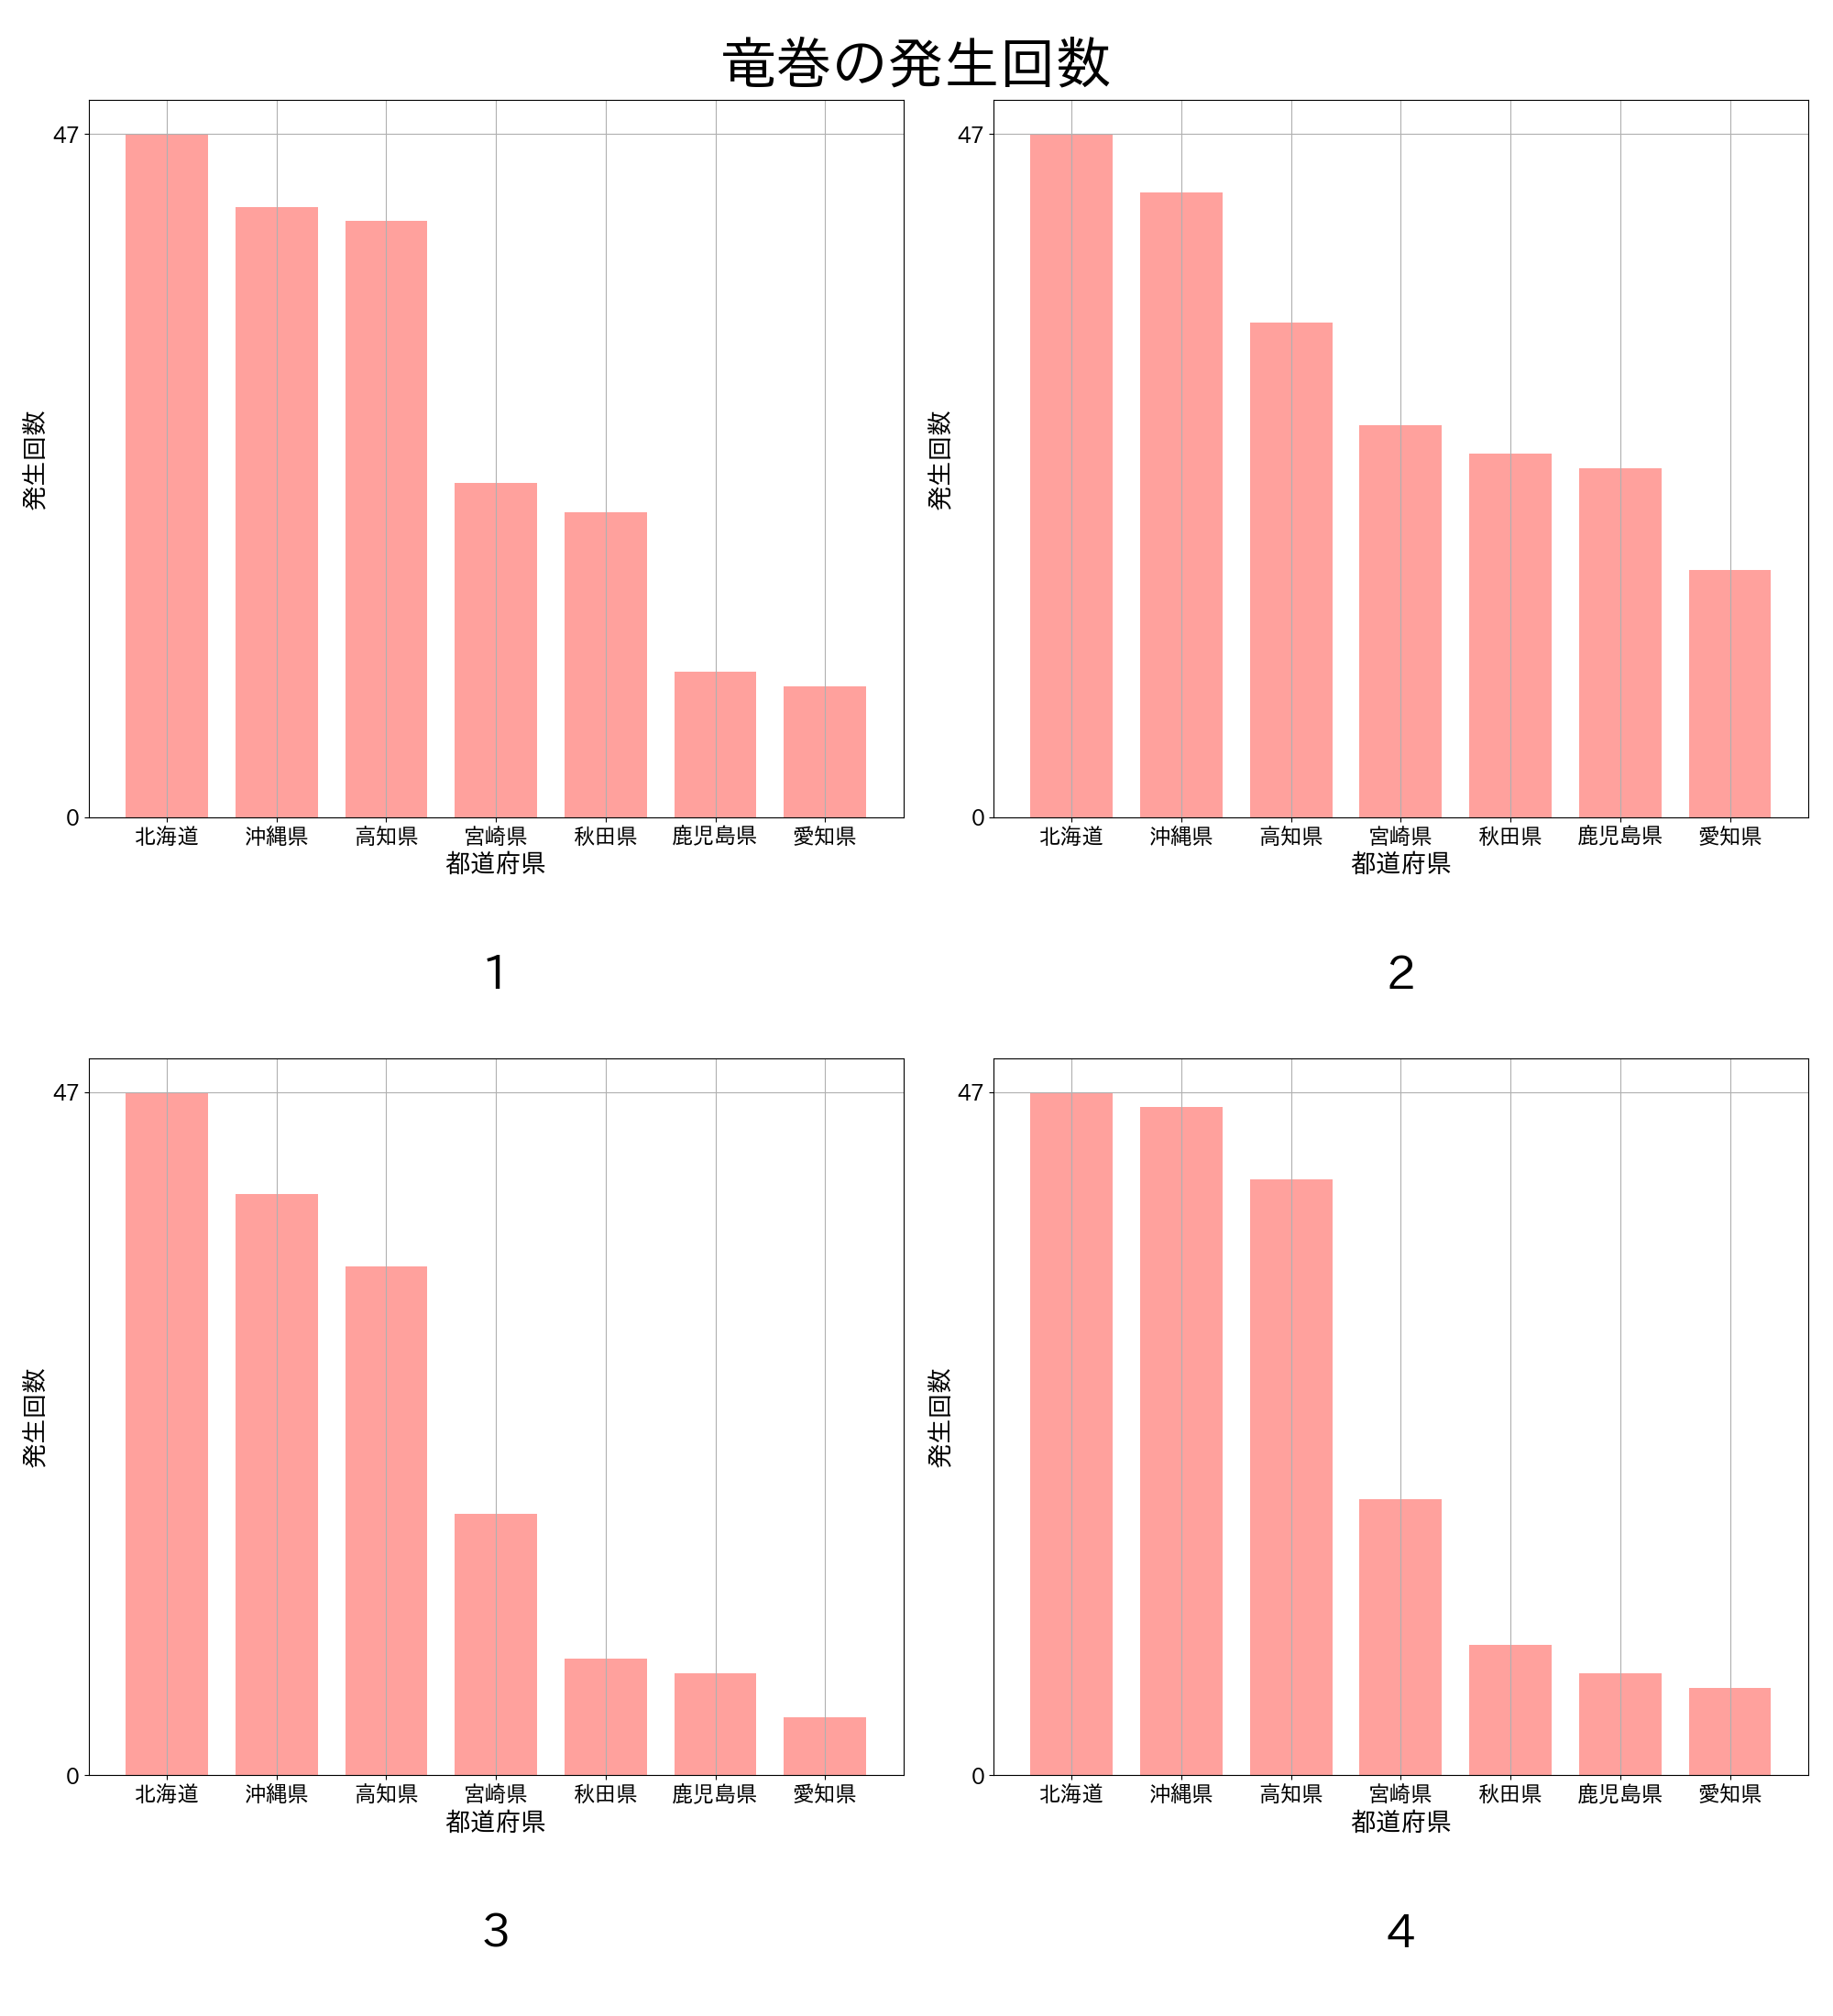 竜巻の発生回数
47
0
発生回数
北海道 沖縄県 高知県 宮崎県 秋田県 鹿児島県 愛知県
都道府県
1
47
0
発生回数
北海道 沖縄県 高知県 宮崎県 秋田県 鹿児島県 愛知県
都道府県
2
47
0
発生回数
北海道 沖縄県 高知県 宮崎県 秋田県 鹿児島県 愛知県
都道府県
3
47
0
発生回数
北海道 沖縄県 高知県 宮崎県 秋田県 鹿児島県 愛知県
都道府県
4